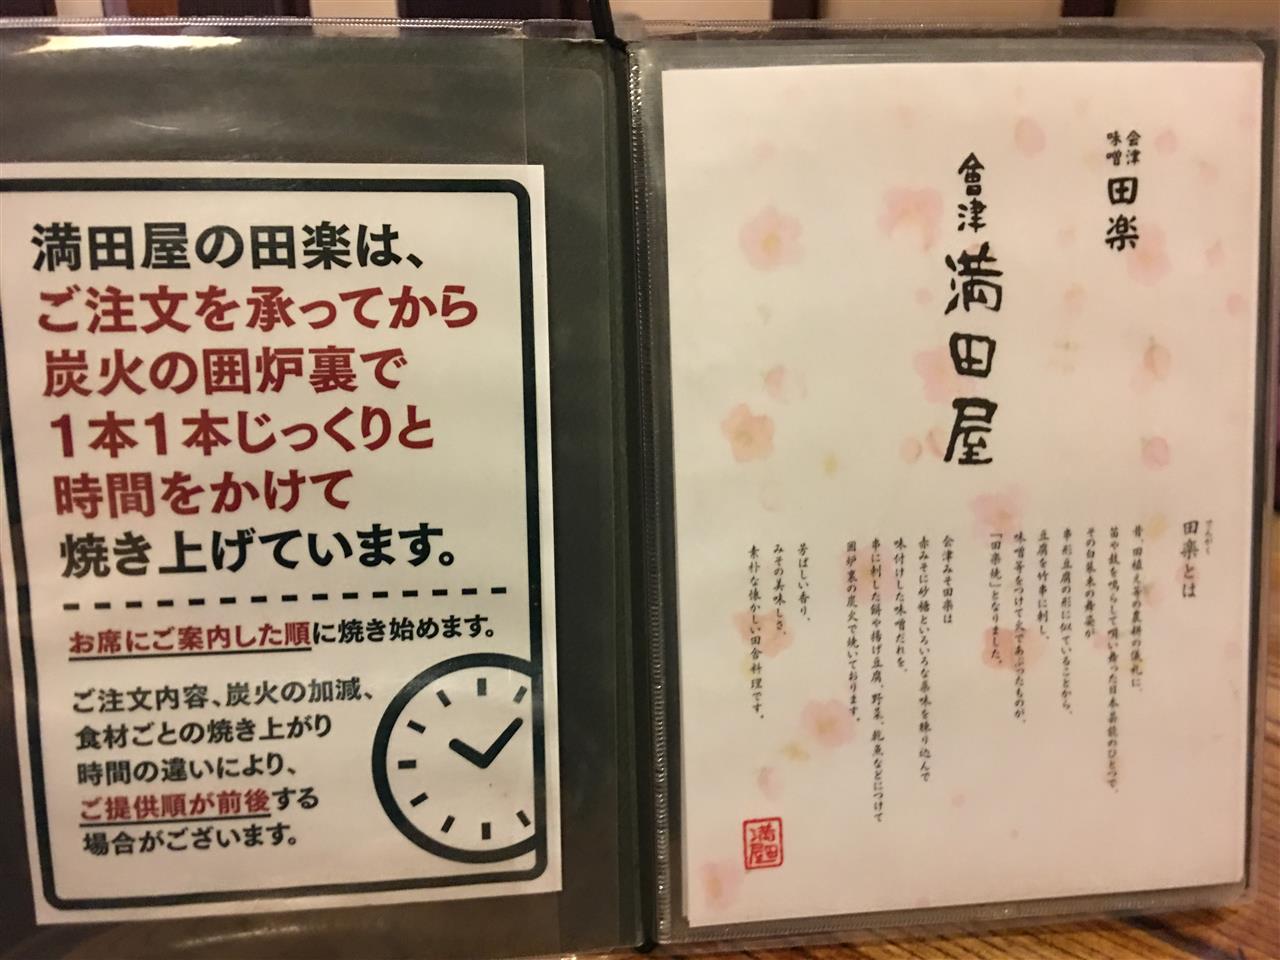 満田屋の田楽は、
ご注文を承ってから
炭火の囲炉裏で
1本1本じっくりと
時間をかけて
焼き上げています。
お席にご案内した順に焼き始めます。
ご注文内容、炭火の加減、
食材ごとの焼き上がり
時間の違いにより、
ご提供順が前後する
場合がございます。
会津
味噌
田楽
會津
満田屋
でんがく
田楽とは
昔、田植え等の農耕の儀礼に、
笛や鼓を鳴らして唄い舞った日本芸能のひとつで、
その白装束の舞姿が
串形豆腐の形に似ていることから、
豆腐を竹串に刺し、
味噌等をつけて火であぶったものが、
「田楽焼」となりました。
会津みそ田楽は
赤みそに砂糖といろいろな薬味を練り込んで
味付けした味噌だれを、
串に刺した餅や揚げ豆腐、野菜、乾魚などにつけて
囲炉裏の炭火で焼いております。
芳ばしい香り、
みその美味しさ、
素朴な懐かしい田舎料理です。
満田屋